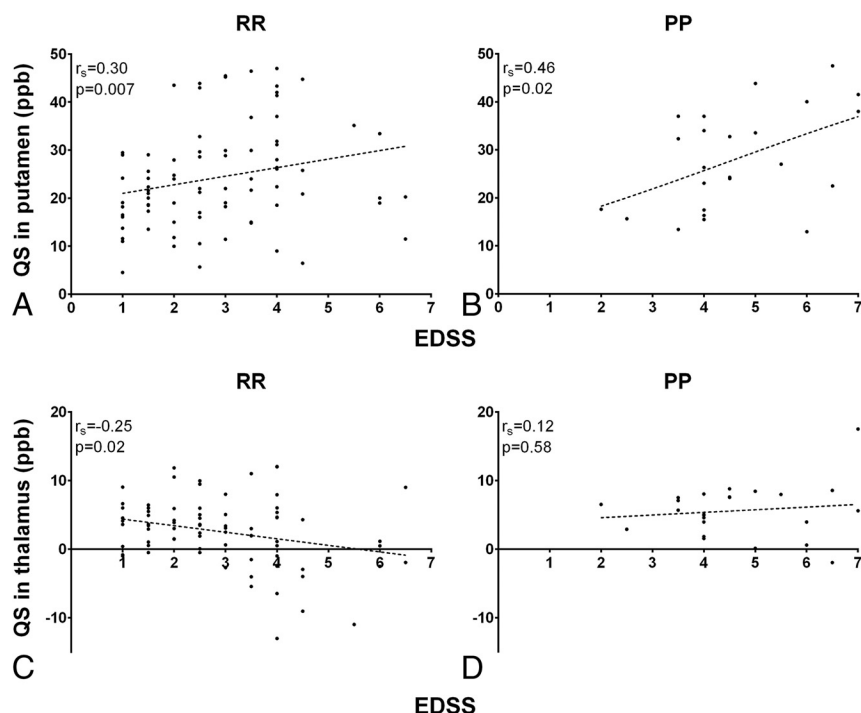 RR
PP
r_s=0.30
p=0.007
r_s=0.46
p=0.02
QS in putamen (ppb)
50
40
30
20
10
0
0 1 2 3 4 5 6 7
A
50
40
30
20
10
0
0 1 2 3 4 5 6 7
B
EDSS
RR
PP
r_s=-0.25
p=0.02
r_s=0.12
p=0.58
QS in thalamus (ppb)
20
10
0
-10
1 2 3 4 5 6 7
C
20
10
0
-10
1 2 3 4 5 6 7
D
EDSS